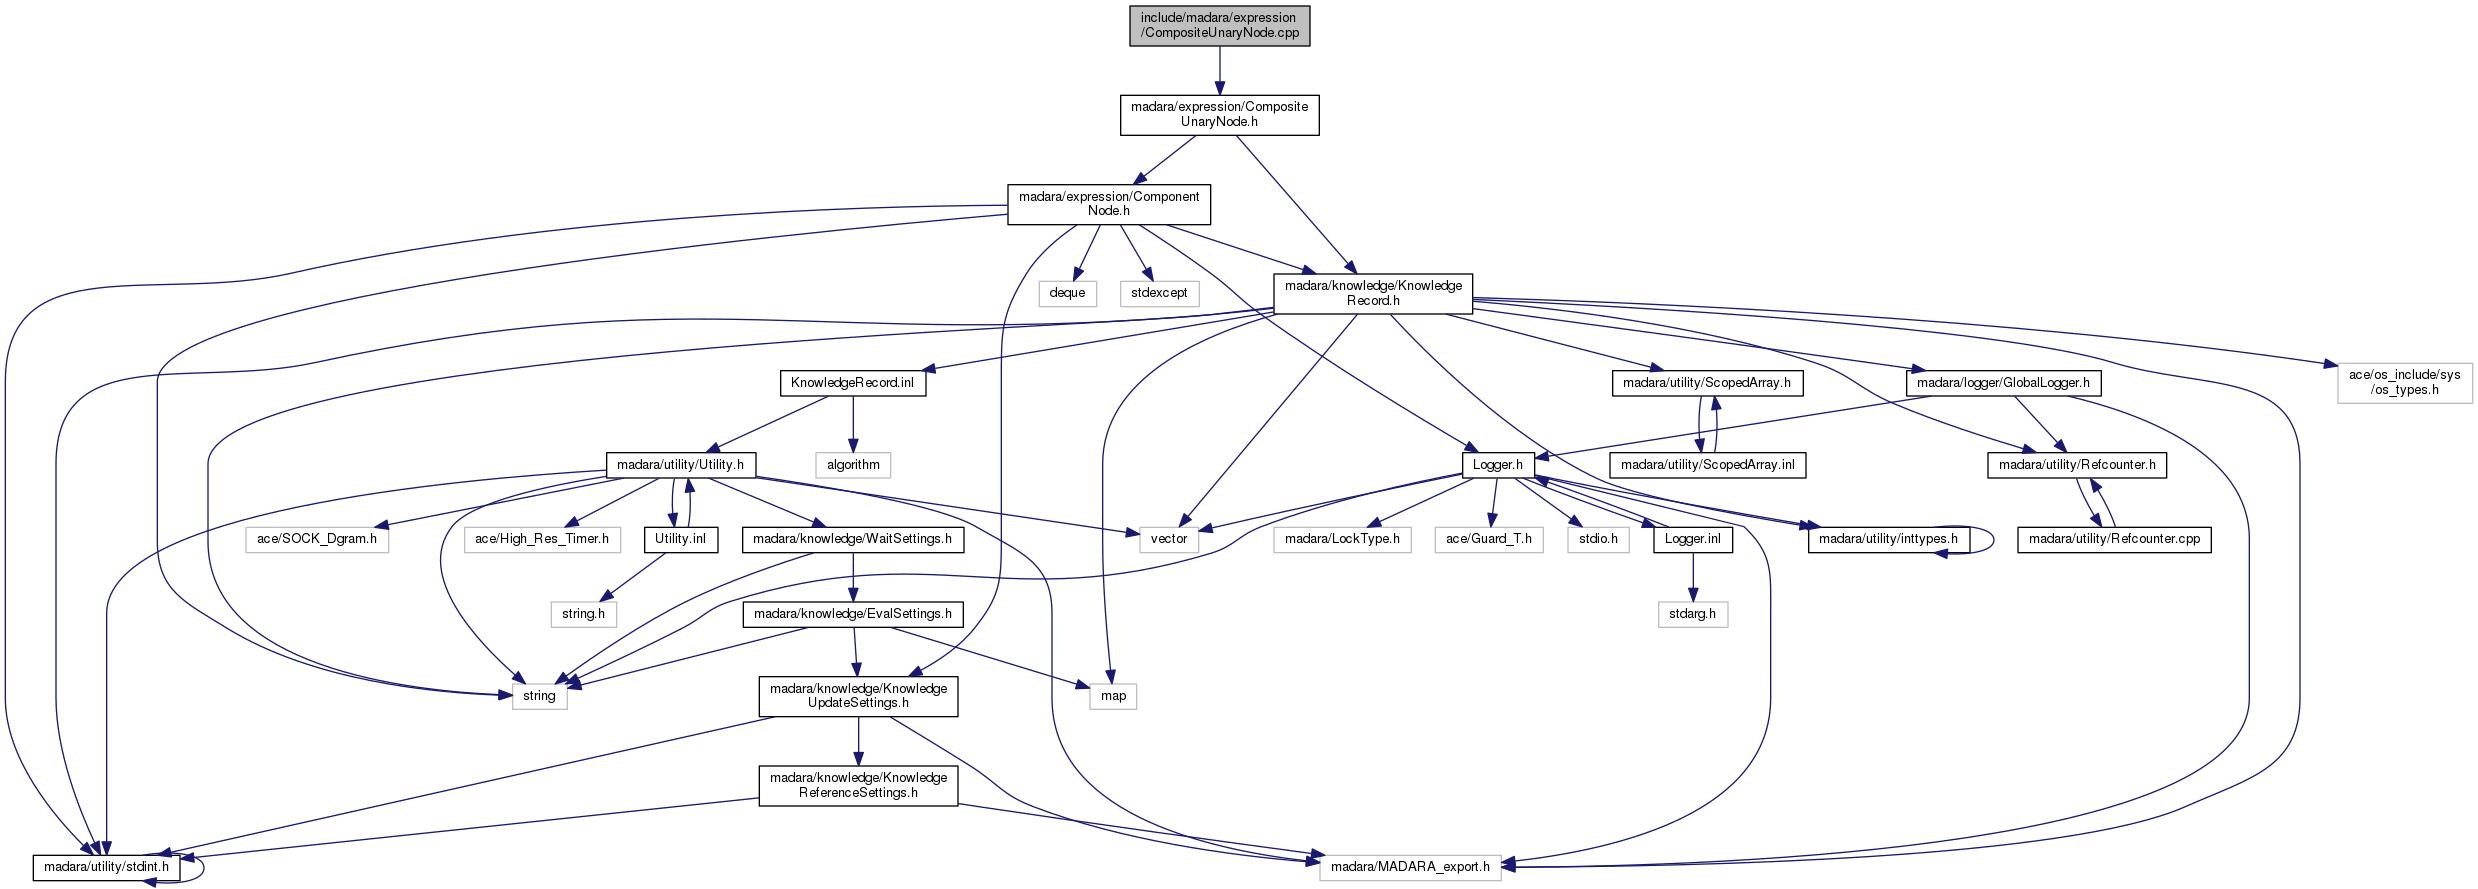 include/madara/expression
/CompositeUnaryNode.cpp
madara/expression/Composite
UnaryNode.h
madara/expression/Component
Node.h
deque
stdexcept
madara/knowledge/Knowledge
Record.h
KnowledgeRecord.inl
madara/utility/ScopedArray.h
madara/logger/GlobalLogger.h
ace/os_include/sys
/os_types.h
madara/utility/Utility.h
algorithm
Logger.h
madara/utility/ScopedArray.inl
madara/utility/Refcounter.h
ace/SOCK_Dgram.h
ace/High_Res_Timer.h
Utility.inl
madara/knowledge/WaitSettings.h
vector
madara/LockType.h
ace/Guard_T.h
stdio.h
Logger.inl
madara/utility/inttypes.h
madara/utility/Refcounter.cpp
string.h
madara/knowledge/EvalSettings.h
stdarg.h
string
madara/knowledge/Knowledge
UpdateSettings.h
map
madara/knowledge/Knowledge
ReferenceSettings.h
madara/utility/stdint.h
madara/MADARA_export.h